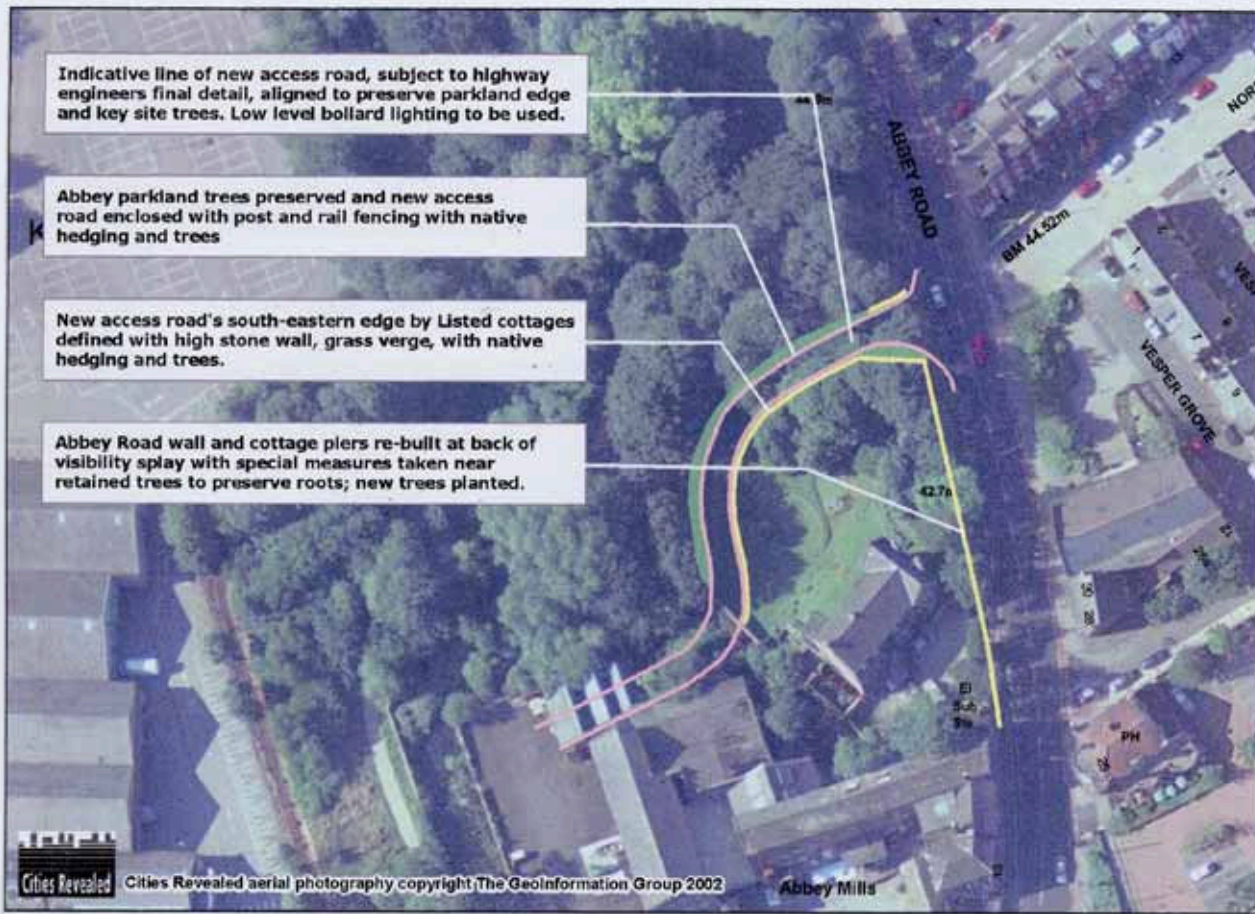 Indicative line of new access road, subject to highway
engineers final detail, aligned to preserve parkland edge
and key site trees. Low level bollard lighting to be used.
Abbey parkland trees preserved and new access
road enclosed with post and rail fencing with native
hedging and trees
New access road's south-eastern edge by Listed cottages
defined with high stone wall, grass verge, with native
hedging and trees.
Abbey Road wall and cottage piers re-built at back of
visibility splay with special measures taken near
retained trees to preserve roots; new trees planted.
ABBEY ROAD
NOR
BM 44.52m
VES
VESPER GROVE
1
7
9
42.7
El
Sub
Sta
PH
Abbey Mills
Cities Revealed
Cities Revealed aerial photography copyright The GeoInformation Group 2002